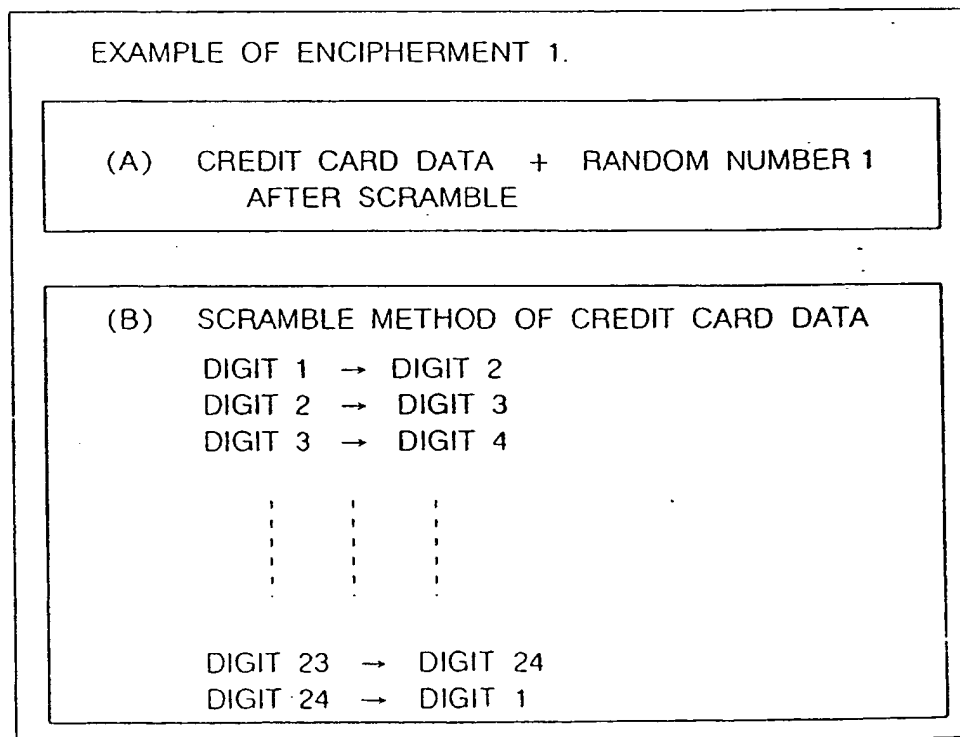 EXAMPLE OF ENCIPHERMENT 1.
(A) CREDIT CARD DATA + RANDOM NUMBER 1
AFTER SCRAMBLE
(B) SCRAMBLE METHOD OF CREDIT CARD DATA
DIGIT 1 → DIGIT 2
DIGIT 2 → DIGIT 3
DIGIT 3 → DIGIT 4
DIGIT 23 → DIGIT 24
DIGIT 24 → DIGIT 1